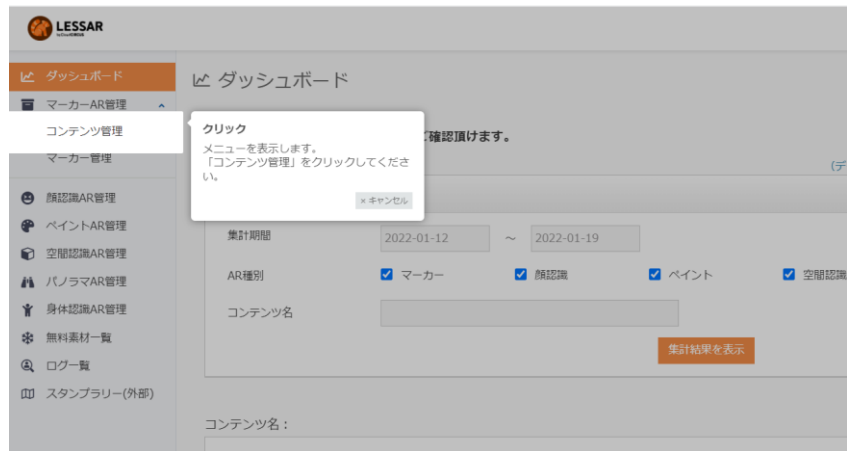 LESSAR
ダッシュボード
マーカーAR管理
コンテンツ管理
マーカー管理
顔認識AR管理
ペイントAR管理
空間認識AR管理
パノラマAR管理
身体認識AR管理
無料素材一覧
ログ一覧
スタンプラリー(外部)
ダッシュボード
クリック
メニューを表示します。
「コンテンツ管理」をクリックしてくださ
い。
×キャンセル
ご確認頂けます。
(デ
集計期間
2022-01-12 ～ 2022-01-19
AR種別 マーカー 顔認識 ペイント 空間認識
コンテンツ名
集計結果を表示
コンテンツ名：